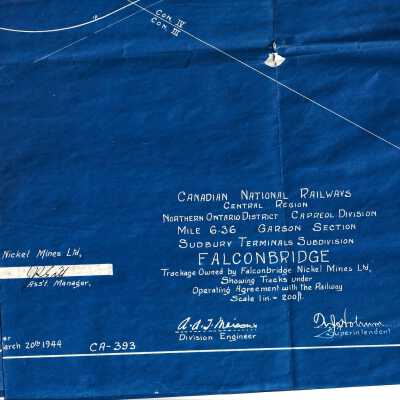 Con. IV
Con. III
Canadian National Railways
Central Region
Northern Ontario District Capreol Division
Mile 6·36 Garson Section
Sudbury Terminals Subdivision
FALCONBRIDGE
Trackage Owned by Falconbridge Nickel Mines Ltd,
Showing Tracks under
Operating Agreement with the Railway
Scale 1in.= 200ft.
Nickel Mines Ltd,
Ass't. Manager,
Division Engineer
Superintendent
arch 20th 1944
CA-393